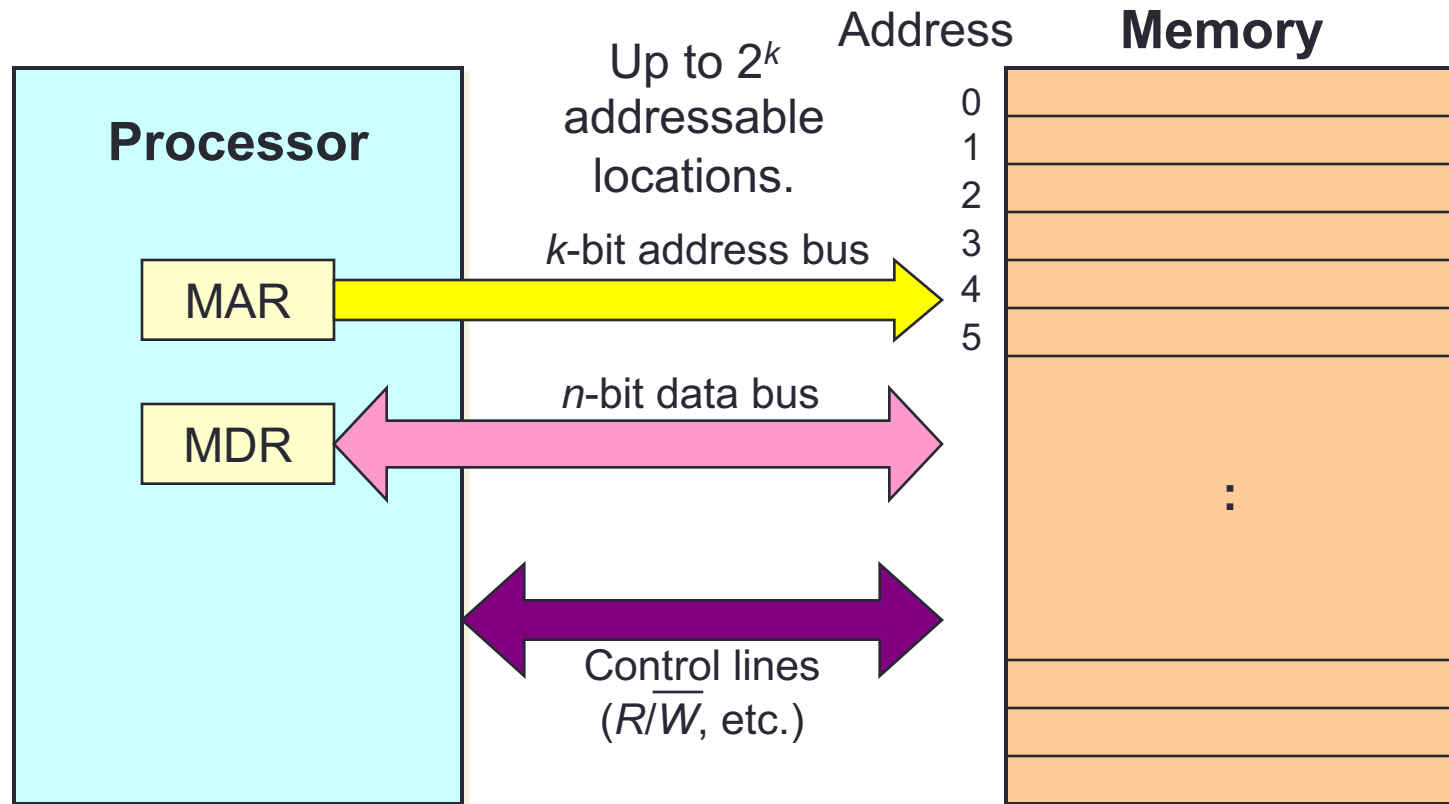 Address
Memory
Up to 2ᵏ
addressable
locations.
Processor
0
1
2
3
4
5
k-bit address bus
MAR
n-bit data bus
MDR
:
Control lines
(R/W̅, etc.)